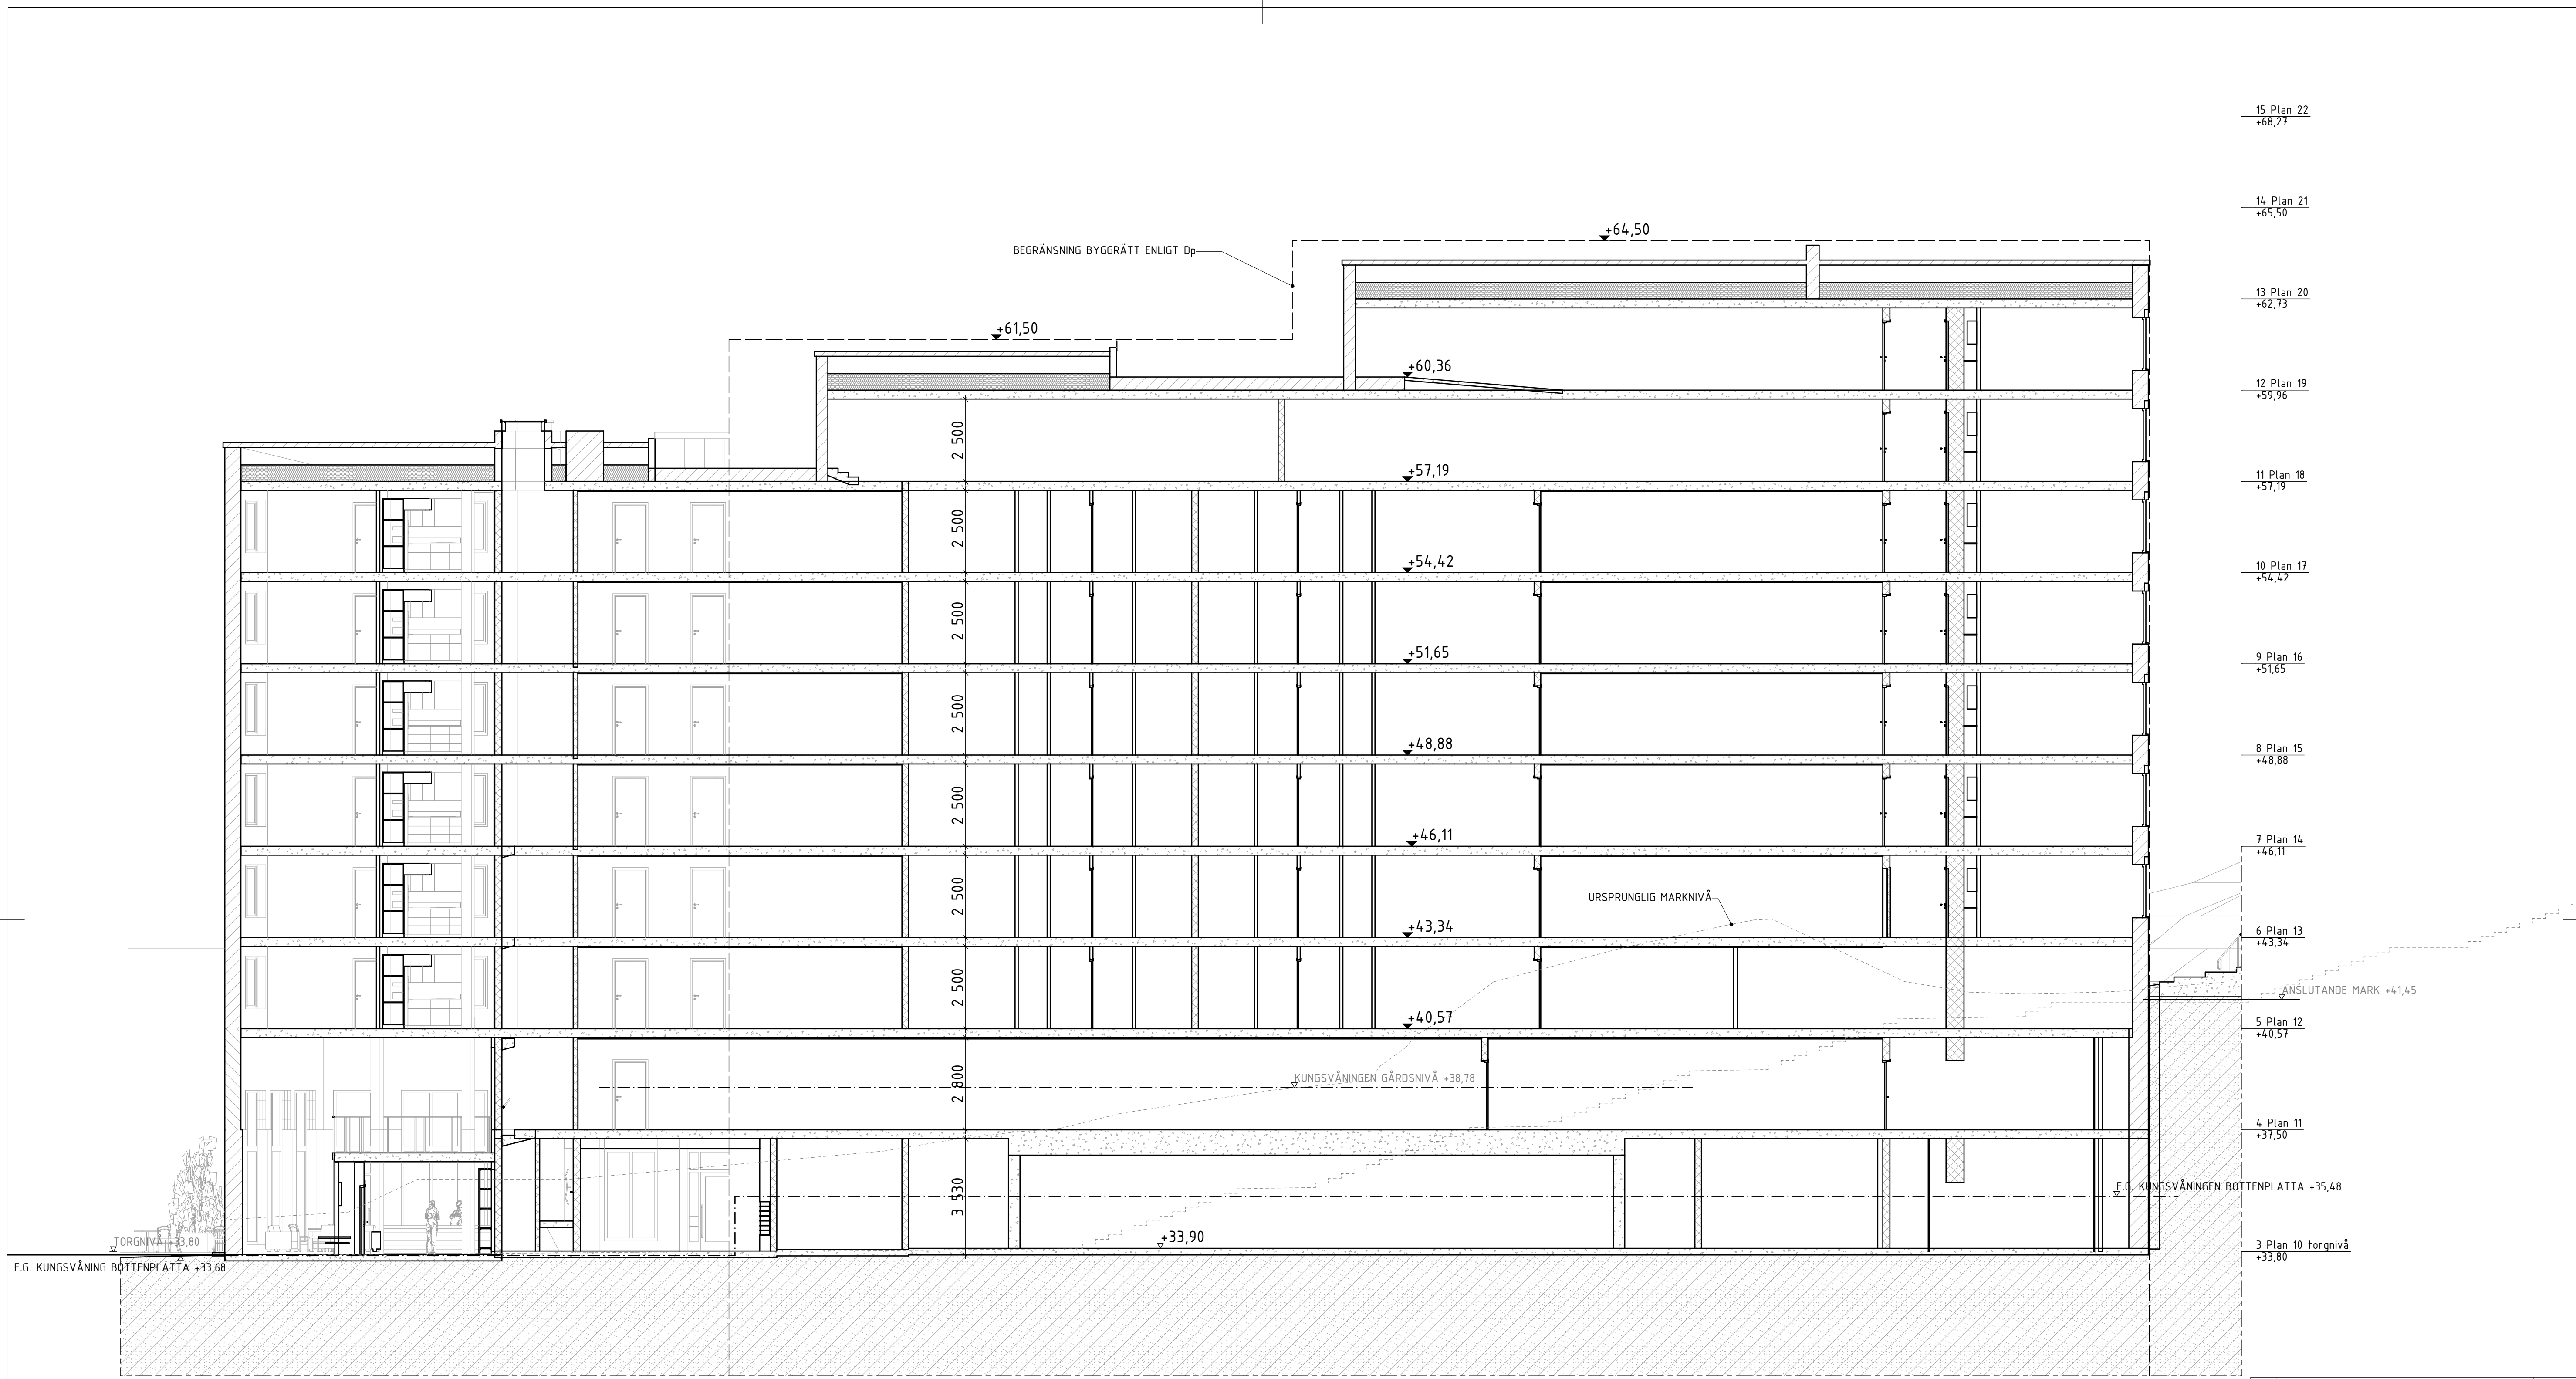 15 Plan 22
+68,27
14 Plan 21
+65,50
+64,50
BEGRÄNSNING BYGGRÄTT ENLIGT Dp
13 Plan 20
+62,73
+61,50
+60,36
12 Plan 19
+59,96
2 500
+57,19
11 Plan 18
+57,19
2 500
+54,42
10 Plan 17
+54,42
2 500
+51,65
9 Plan 16
+51,65
2 500
+48,88
8 Plan 15
+48,88
2 500
+46,11
7 Plan 14
+46,11
2 500
URSPRUNGLIG MARKNIVÅ
+43,34
6 Plan 13
+43,34
2 500
ANSLUTANDE MARK +41,45
+40,57
5 Plan 12
+40,57
2 800
KUNGSVÅNINGEN GÅRDSNIVÅ +38,78
4 Plan 11
+37,50
3 530
F.G. KUNGSVÅNINGEN BOTTENPLATTA +35,48
+33,90
TORGNIVÅ +33,80
3 Plan 10 torgnivå
+33,80
F.G. KUNGSVÅNING BOTTENPLATTA +33,68